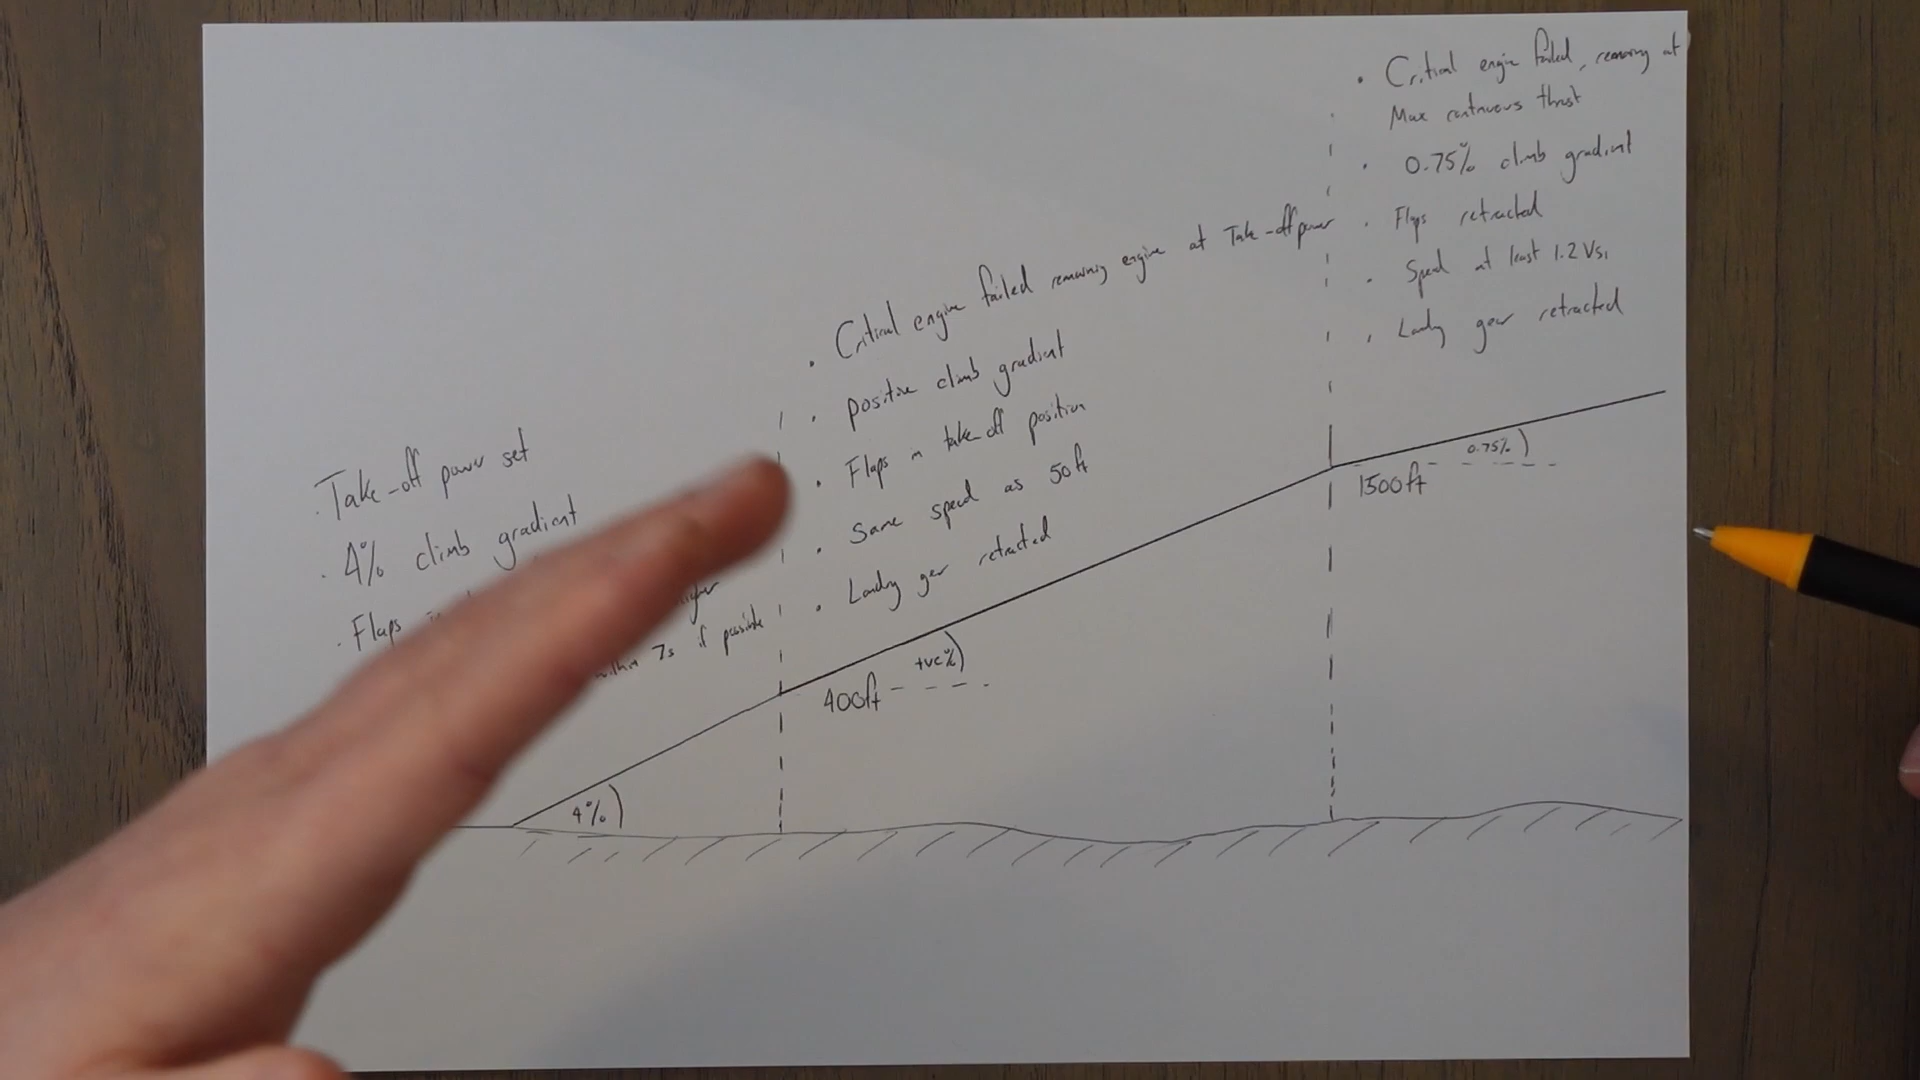 · Take-off power set
· 4% climb gradient
· Flaps
within 7s if possible
· Critical engine failed remaining engine at Take-off power
· positive climb gradient
· Flaps in take-off position
· Same speed as 50ft
· Landing gear retracted
· Critical engine failed, remaining at
Max continuous thrust
· 0.75% climb gradient
· Flaps retracted
· Speed at least 1.2 Vs1
· Landing gear retracted
4%
400ft
+ve%
1500ft
0.75%